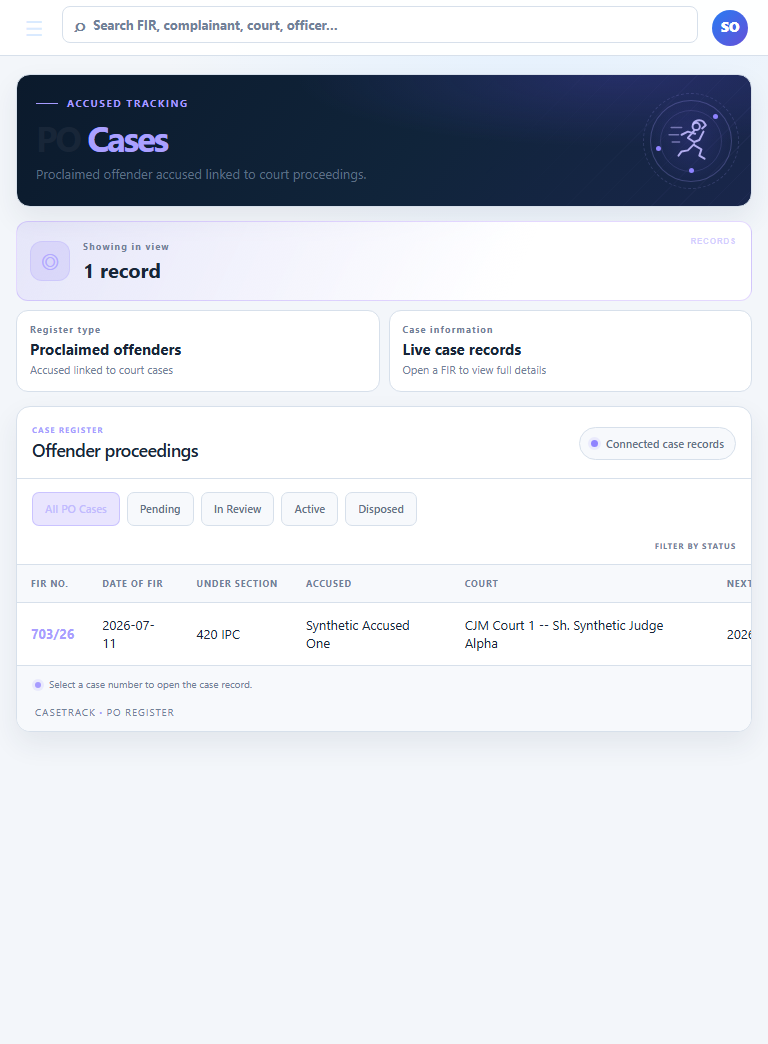 Search FIR, complainant, court, officer...
SO
ACCUSED TRACKING
PO Cases
Proclaimed offender accused linked to court proceedings.
Showing in view
1 record
RECORDS
Register type
Proclaimed offenders
Accused linked to court cases
Case information
Live case records
Open a FIR to view full details
CASE REGISTER
Offender proceedings
Connected case records
All PO Cases
Pending
In Review
Active
Disposed
FILTER BY STATUS
FIR NO. DATE OF FIR UNDER SECTION ACCUSED COURT NEXT
703/26 2026-07-11 420 IPC Synthetic Accused One CJM Court 1 -- Sh. Synthetic Judge Alpha 2026
Select a case number to open the case record.
CASETRACK • PO REGISTER